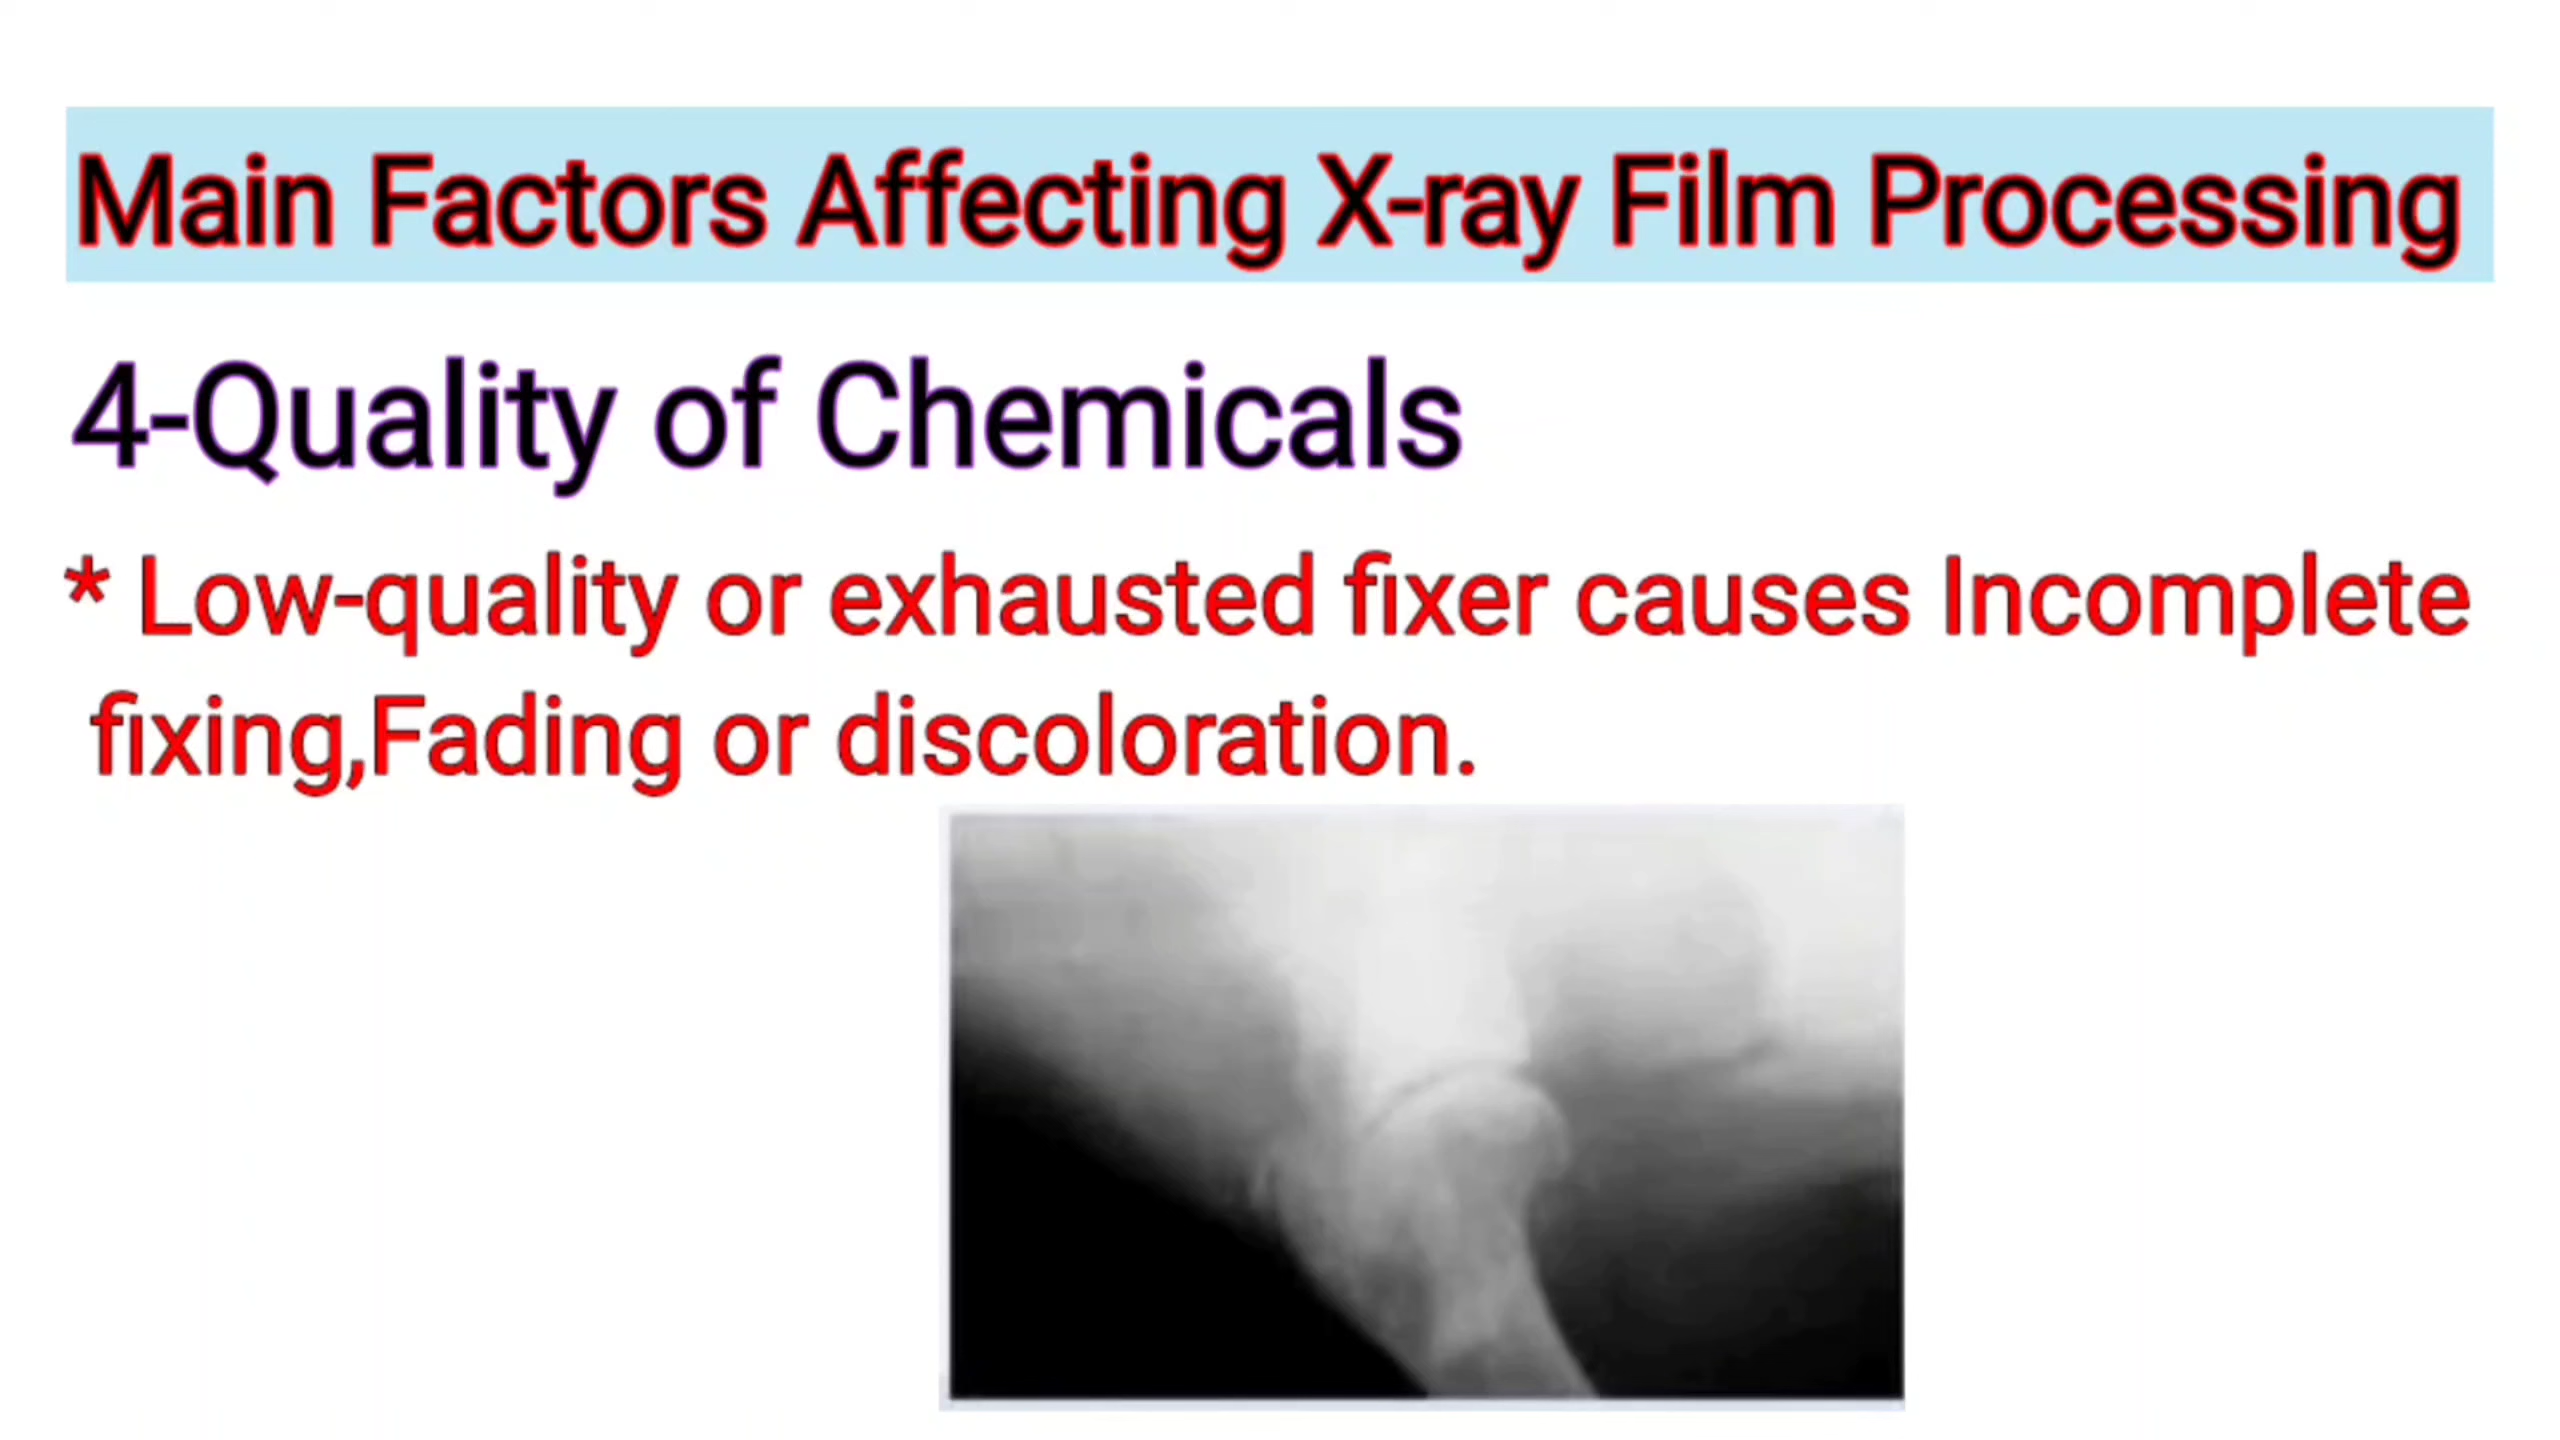 Main Factors Affecting X-ray Film Processing
4-Quality of Chemicals
* Low-quality or exhausted fixer causes Incomplete
fixing,Fading or discoloration.